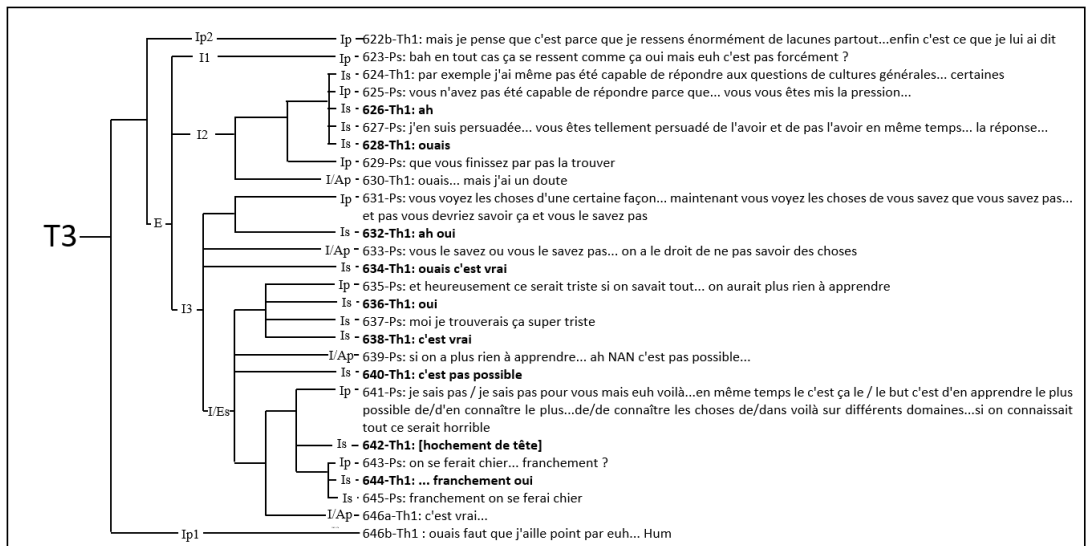 Ip2 Ip - 622b-Th1: mais je pense que c'est parce que je ressens énormément de lacunes partout...enfin c'est ce que je lui ai dit
I1 Ip - 623-Ps: bah en tout cas ça se ressent comme ça oui mais euh c'est pas forcément ?
Is - 624-Th1: par exemple j'ai même pas été capable de répondre aux questions de cultures générales... certaines
Ip - 625-Ps: vous n'avez pas été capable de répondre parce que... vous vous êtes mis la pression...
Is - 626-Th1: ah
I2 Is - 627-Ps: j'en suis persuadée... vous êtes tellement persuadé de l'avoir et de pas l'avoir en même temps... la réponse...
Is - 628-Th1: ouais
Ip - 629-Ps: que vous finissez par pas la trouver
I/Ap - 630-Th1: ouais... mais j'ai un doute
Ip - 631-Ps: vous voyez les choses d'une certaine façon... maintenant vous voyez les choses de vous savez que vous savez pas...
E et pas vous devriez savoir ça et vous le savez pas
T3 Is - 632-Th1: ah oui
I/Ap - 633-Ps: vous le savez ou vous le savez pas... on a le droit de ne pas savoir des choses
Is - 634-Th1: ouais c'est vrai
Ip - 635-Ps: et heureusement ce serait triste si on savait tout... on aurait plus rien à apprendre
I3 Is - 636-Th1: oui
Is - 637-Ps: moi je trouverais ça super triste
Is - 638-Th1: c'est vrai
I/Ap- 639-Ps: si on a plus rien à apprendre... ah NAN c'est pas possible...
Is - 640-Th1: c'est pas possible
Ip - 641-Ps: je sais pas / je sais pas pour vous mais euh voilà...en même temps le c'est ça le / le but c'est d'en apprendre le plus
I/Es possible de/d'en connaître le plus...de/de connaître les choses de/dans voilà sur différents domaines...si on connaissait
tout ce serait horrible
Is - 642-Th1: [hochement de tête]
Ip - 643-Ps: on se ferait chier... franchement ?
Is - 644-Th1: ... franchement oui
Is - 645-Ps: franchement on se ferai chier
I/Ap - 646a-Th1: c'est vrai...
Ip1 646b-Th1 : ouais faut que j'aille point par euh... Hum